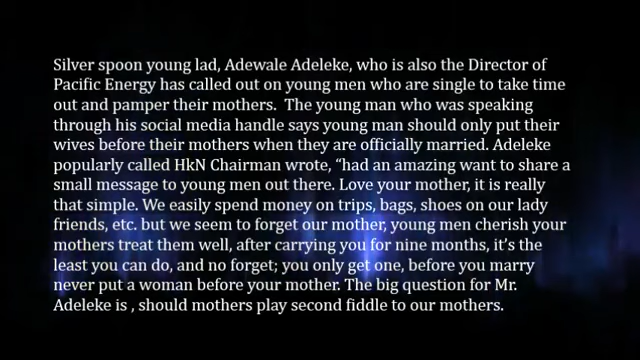 Silver spoon young lad, Adewale Adeleke, who is also the Director of
Pacific Energy has called out on young men who are single to take time
out and pamper their mothers.  The young man who was speaking
through his social media handle says young man should only put their
wives before their mothers when they are officially married. Adeleke
popularly called HkN Chairman wrote, “had an amazing want to share a
small message to young men out there. Love your mother, it is really
that simple. We easily spend money on trips, bags, shoes on our lady
friends, etc. but we seem to forget our mother, young men cherish your
mothers treat them well, after carrying you for nine months, it’s the
least you can do, and no forget; you only get one, before you marry
never put a woman before your mother. The big question for Mr.
Adeleke is , should mothers play second fiddle to our mothers.